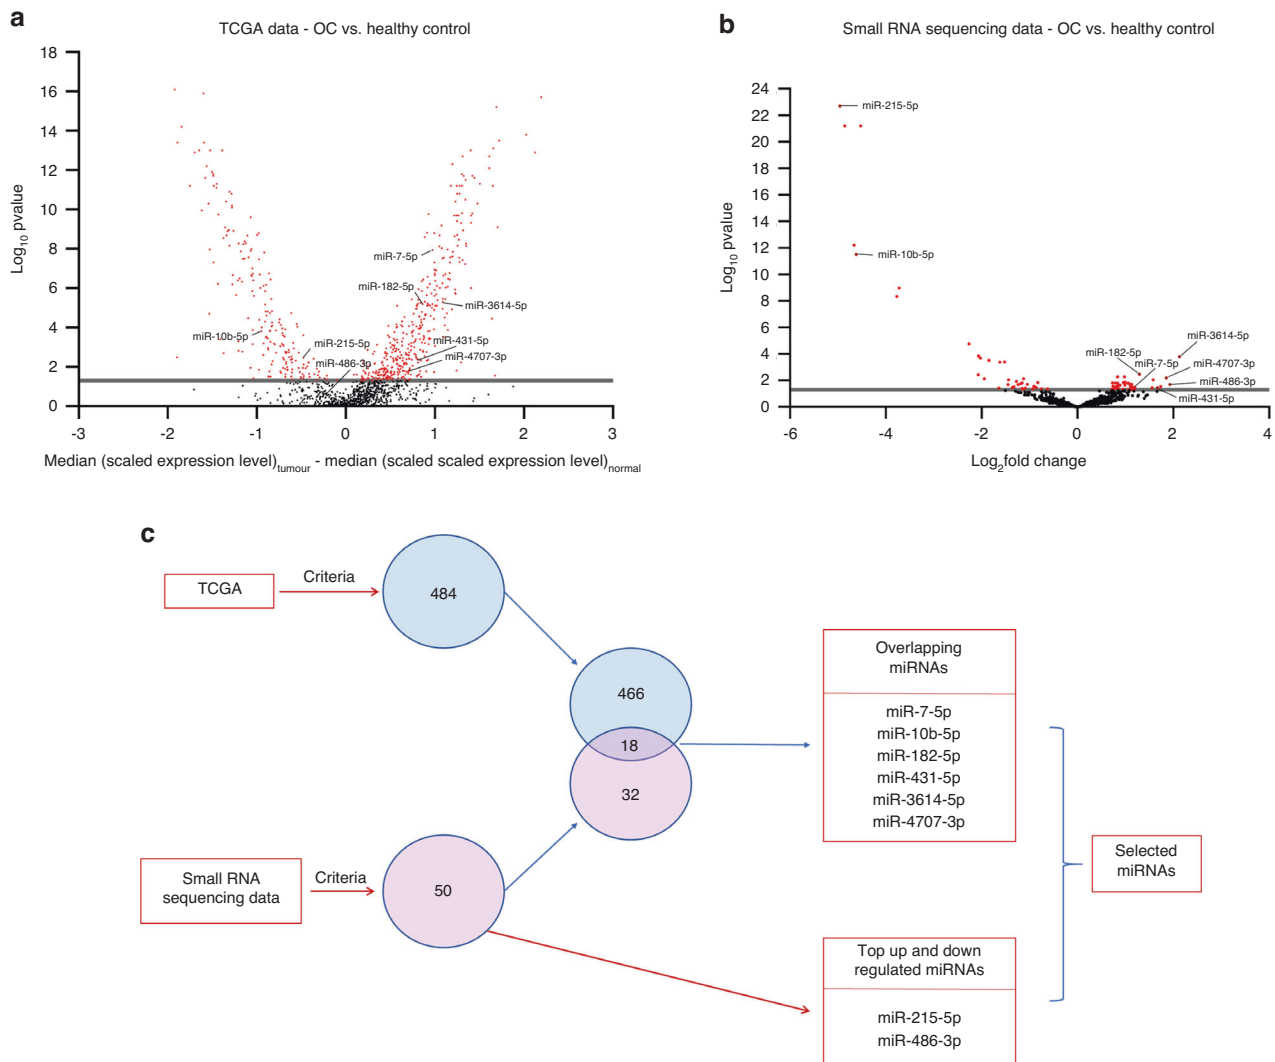 a
TCGA data - OC vs. healthy control
18
16
14
12
10
8
6
4
2
0
Log10 pvalue
miR-7-5p
miR-182-5p
miR-3614-5p
miR-10b-5p
miR-215-5p
miR-431-5p
miR-486-3p
miR-4707-3p
-3
-2
-1
0
1
2
3
Median (scaled expression level)tumour - median (scaled scaled expression level)normal
b
Small RNA sequencing data - OC vs. healthy control
24
22
20
18
16
14
12
10
8
6
4
2
0
Log10 pvalue
miR-215-5p
miR-10b-5p
miR-3614-5p
miR-182-5p
miR-7-5p
miR-4707-3p
miR-486-3p
miR-431-5p
-6
-4
-2
0
2
4
Log2fold change
c
TCGA
Criteria
484
466
18
32
Small RNA
sequencing data
Criteria
50
Overlapping
miRNAs
miR-7-5p
miR-10b-5p
miR-182-5p
miR-431-5p
miR-3614-5p
miR-4707-3p
Top up and down
regulated miRNAs
miR-215-5p
miR-486-3p
Selected
miRNAs